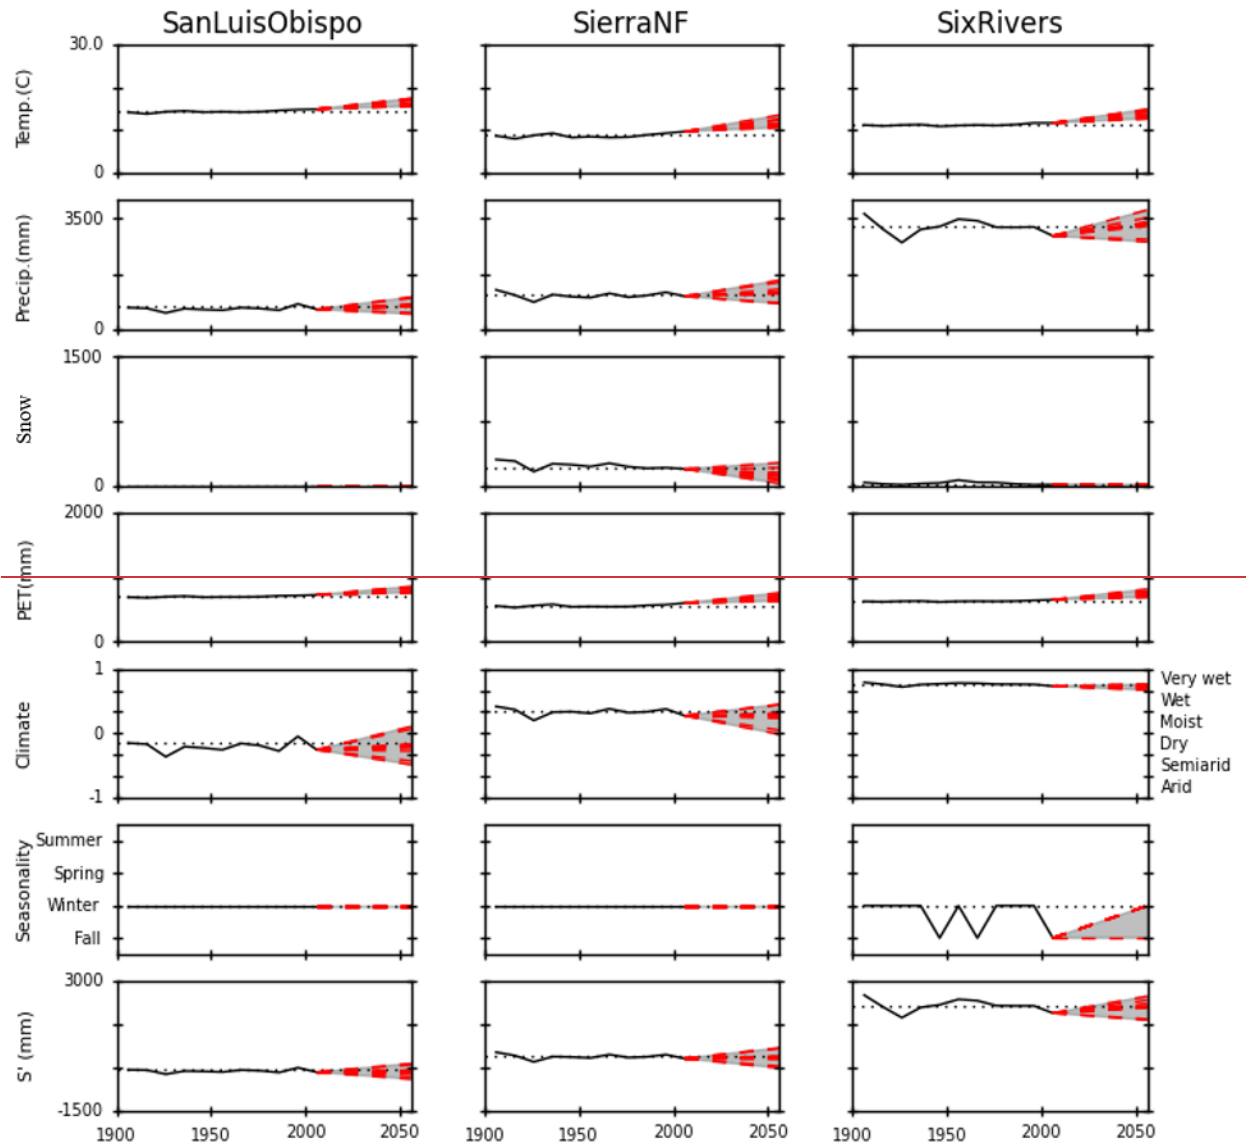 SanLuisObispo SierraNF SixRivers
30.0
Temp.(C)
0
3500
Precip.(mm)
0
1500
Snow
0
2000
PET(mm)
0
1
Climate
0
-1
Very wet
Wet
Moist
Dry
Semiarid
Arid
Seasonality
Summer
Spring
Winter
Fall
3000
S' (mm)
-1500
1900 1950 2000 2050 1900 1950 2000 2050 1900 1950 2000 2050